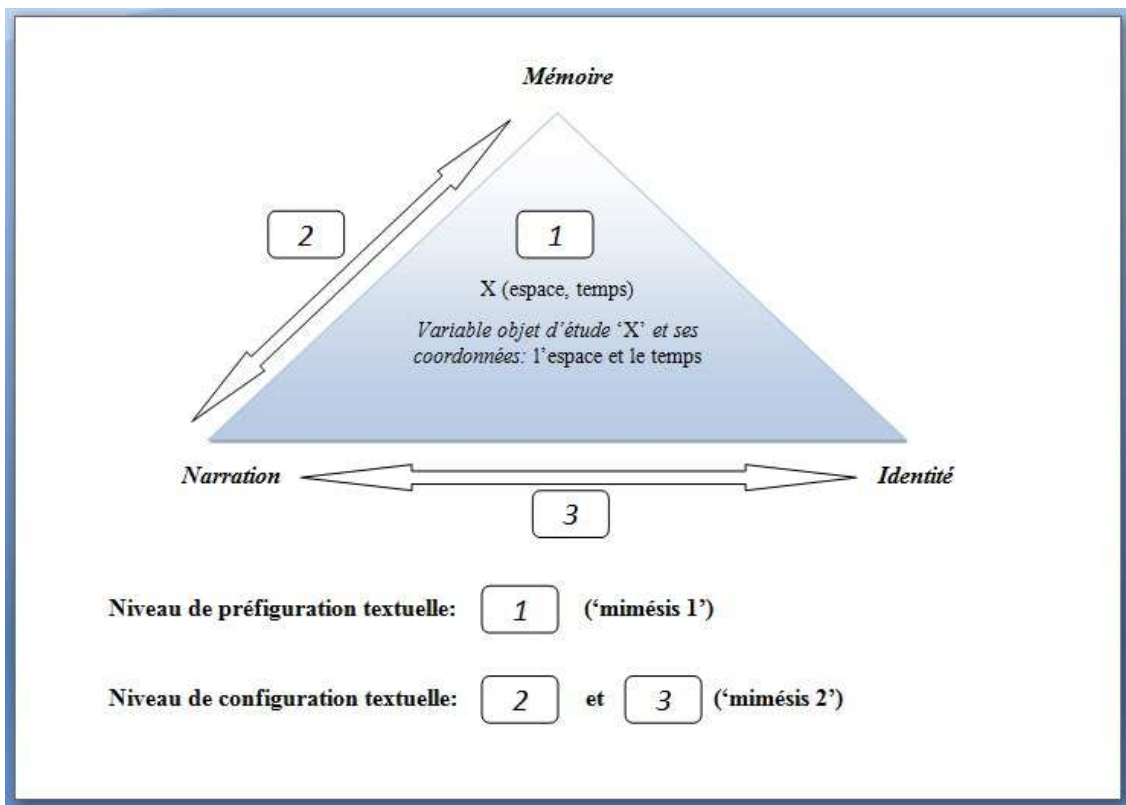 Mémoire
2
1
X (espace, temps)
Variable objet d’étude ‘X’ et ses
coordonnées: l’espace et le temps
Narration
Identité
3
Niveau de préfiguration textuelle: 1 (‘mimésis 1’)
Niveau de configuration textuelle: 2 et 3 (‘mimésis 2’)